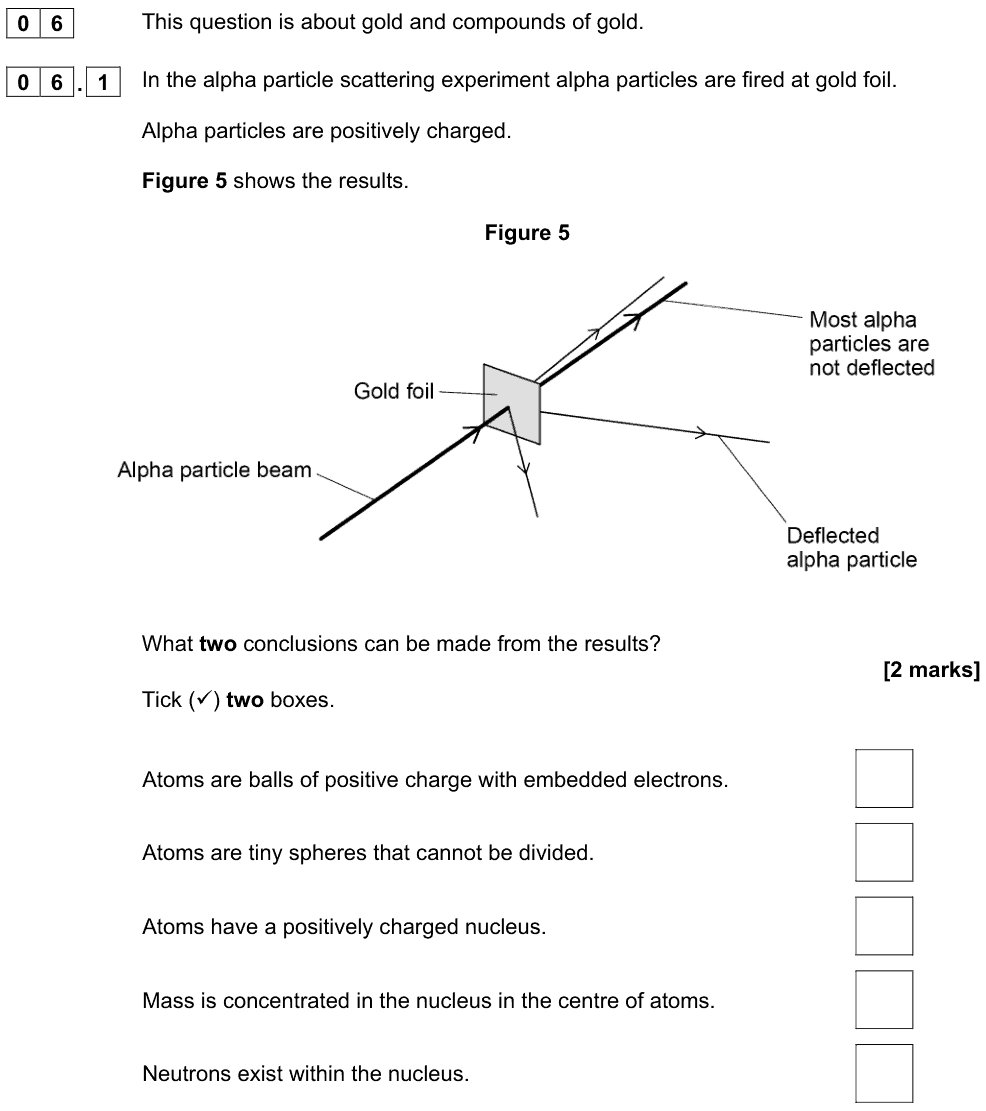 0 6 This question is about gold and compounds of gold.
0 6 . 1 In the alpha particle scattering experiment alpha particles are fired at gold foil.
Alpha particles are positively charged.
Figure 5 shows the results.
Figure 5
Most alpha
particles are
not deflected
Gold foil
Alpha particle beam
Deflected
alpha particle
What two conclusions can be made from the results?
[2 marks]
Tick (✓) two boxes.
Atoms are balls of positive charge with embedded electrons.
Atoms are tiny spheres that cannot be divided.
Atoms have a positively charged nucleus.
Mass is concentrated in the nucleus in the centre of atoms.
Neutrons exist within the nucleus.